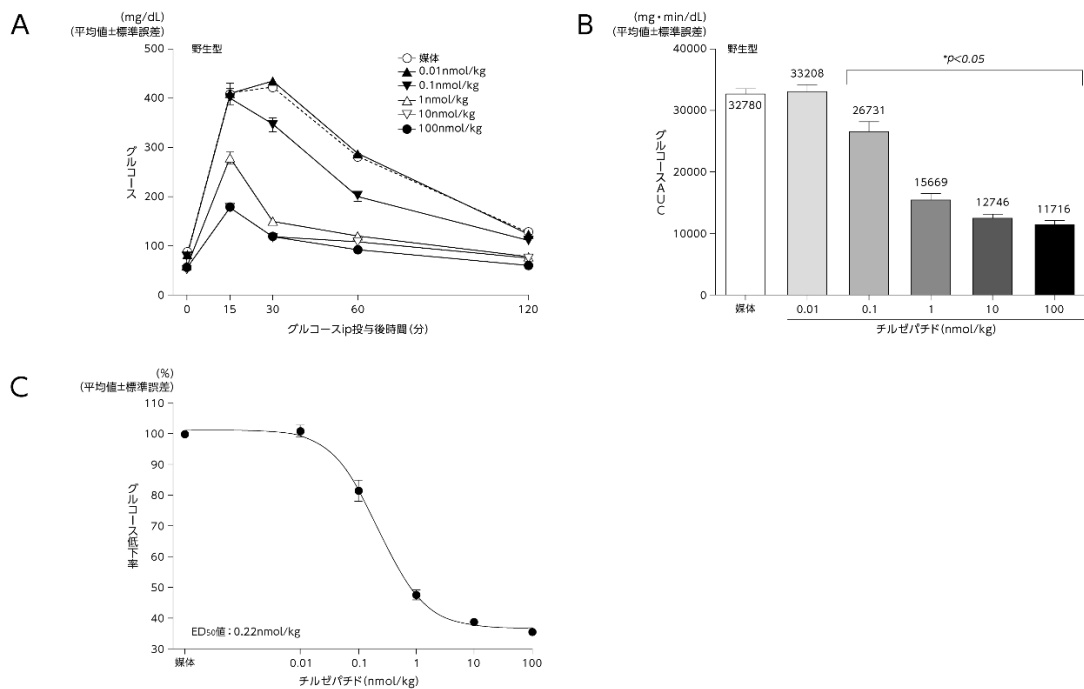 A
(mg/dL)
(平均値±標準誤差)
野生型
500
400
300
200
100
0
グルコース
媒体
0.01nmol/kg
0.1nmol/kg
1nmol/kg
10nmol/kg
100nmol/kg
0 15 30 60 120
グルコースip投与後時間(分)
B
(mg・min/dL)
(平均値±標準誤差)
野生型
40000
30000
20000
10000
0
グルコースAUC
*p<0.05
32780
33208
26731
15669
12746
11716
媒体 0.01 0.1 1 10 100
チルゼパチド(nmol/kg)
C
(%)
(平均値±標準誤差)
110
100
90
80
70
60
50
40
30
グルコース低下率
ED50値:0.22nmol/kg
媒体 0.01 0.1 1 10 100
チルゼパチド(nmol/kg)